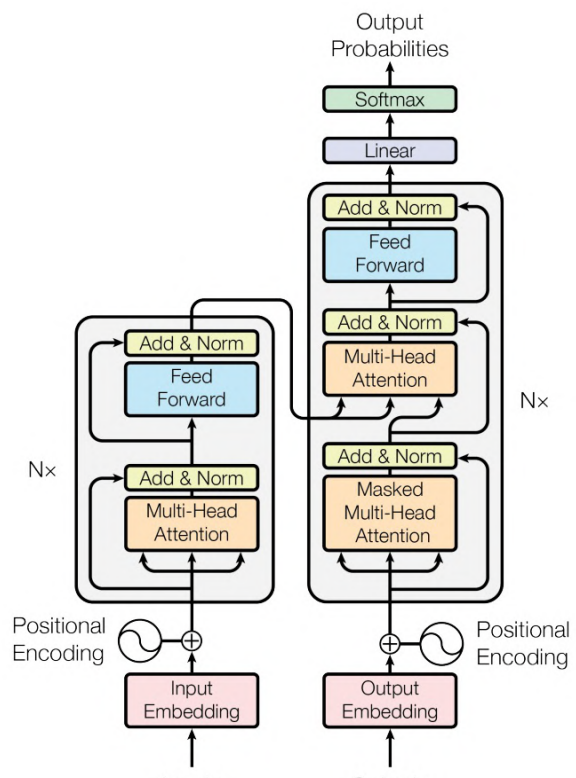 Output
Probabilities
Softmax
Linear
Add & Norm
Feed
Forward
Add & Norm
Multi-Head
Attention
Add & Norm
Masked
Multi-Head
Attention
Nx
Add & Norm
Feed
Forward
Add & Norm
Multi-Head
Attention
Nx
Positional
Encoding
Positional
Encoding
Input
Embedding
Output
Embedding